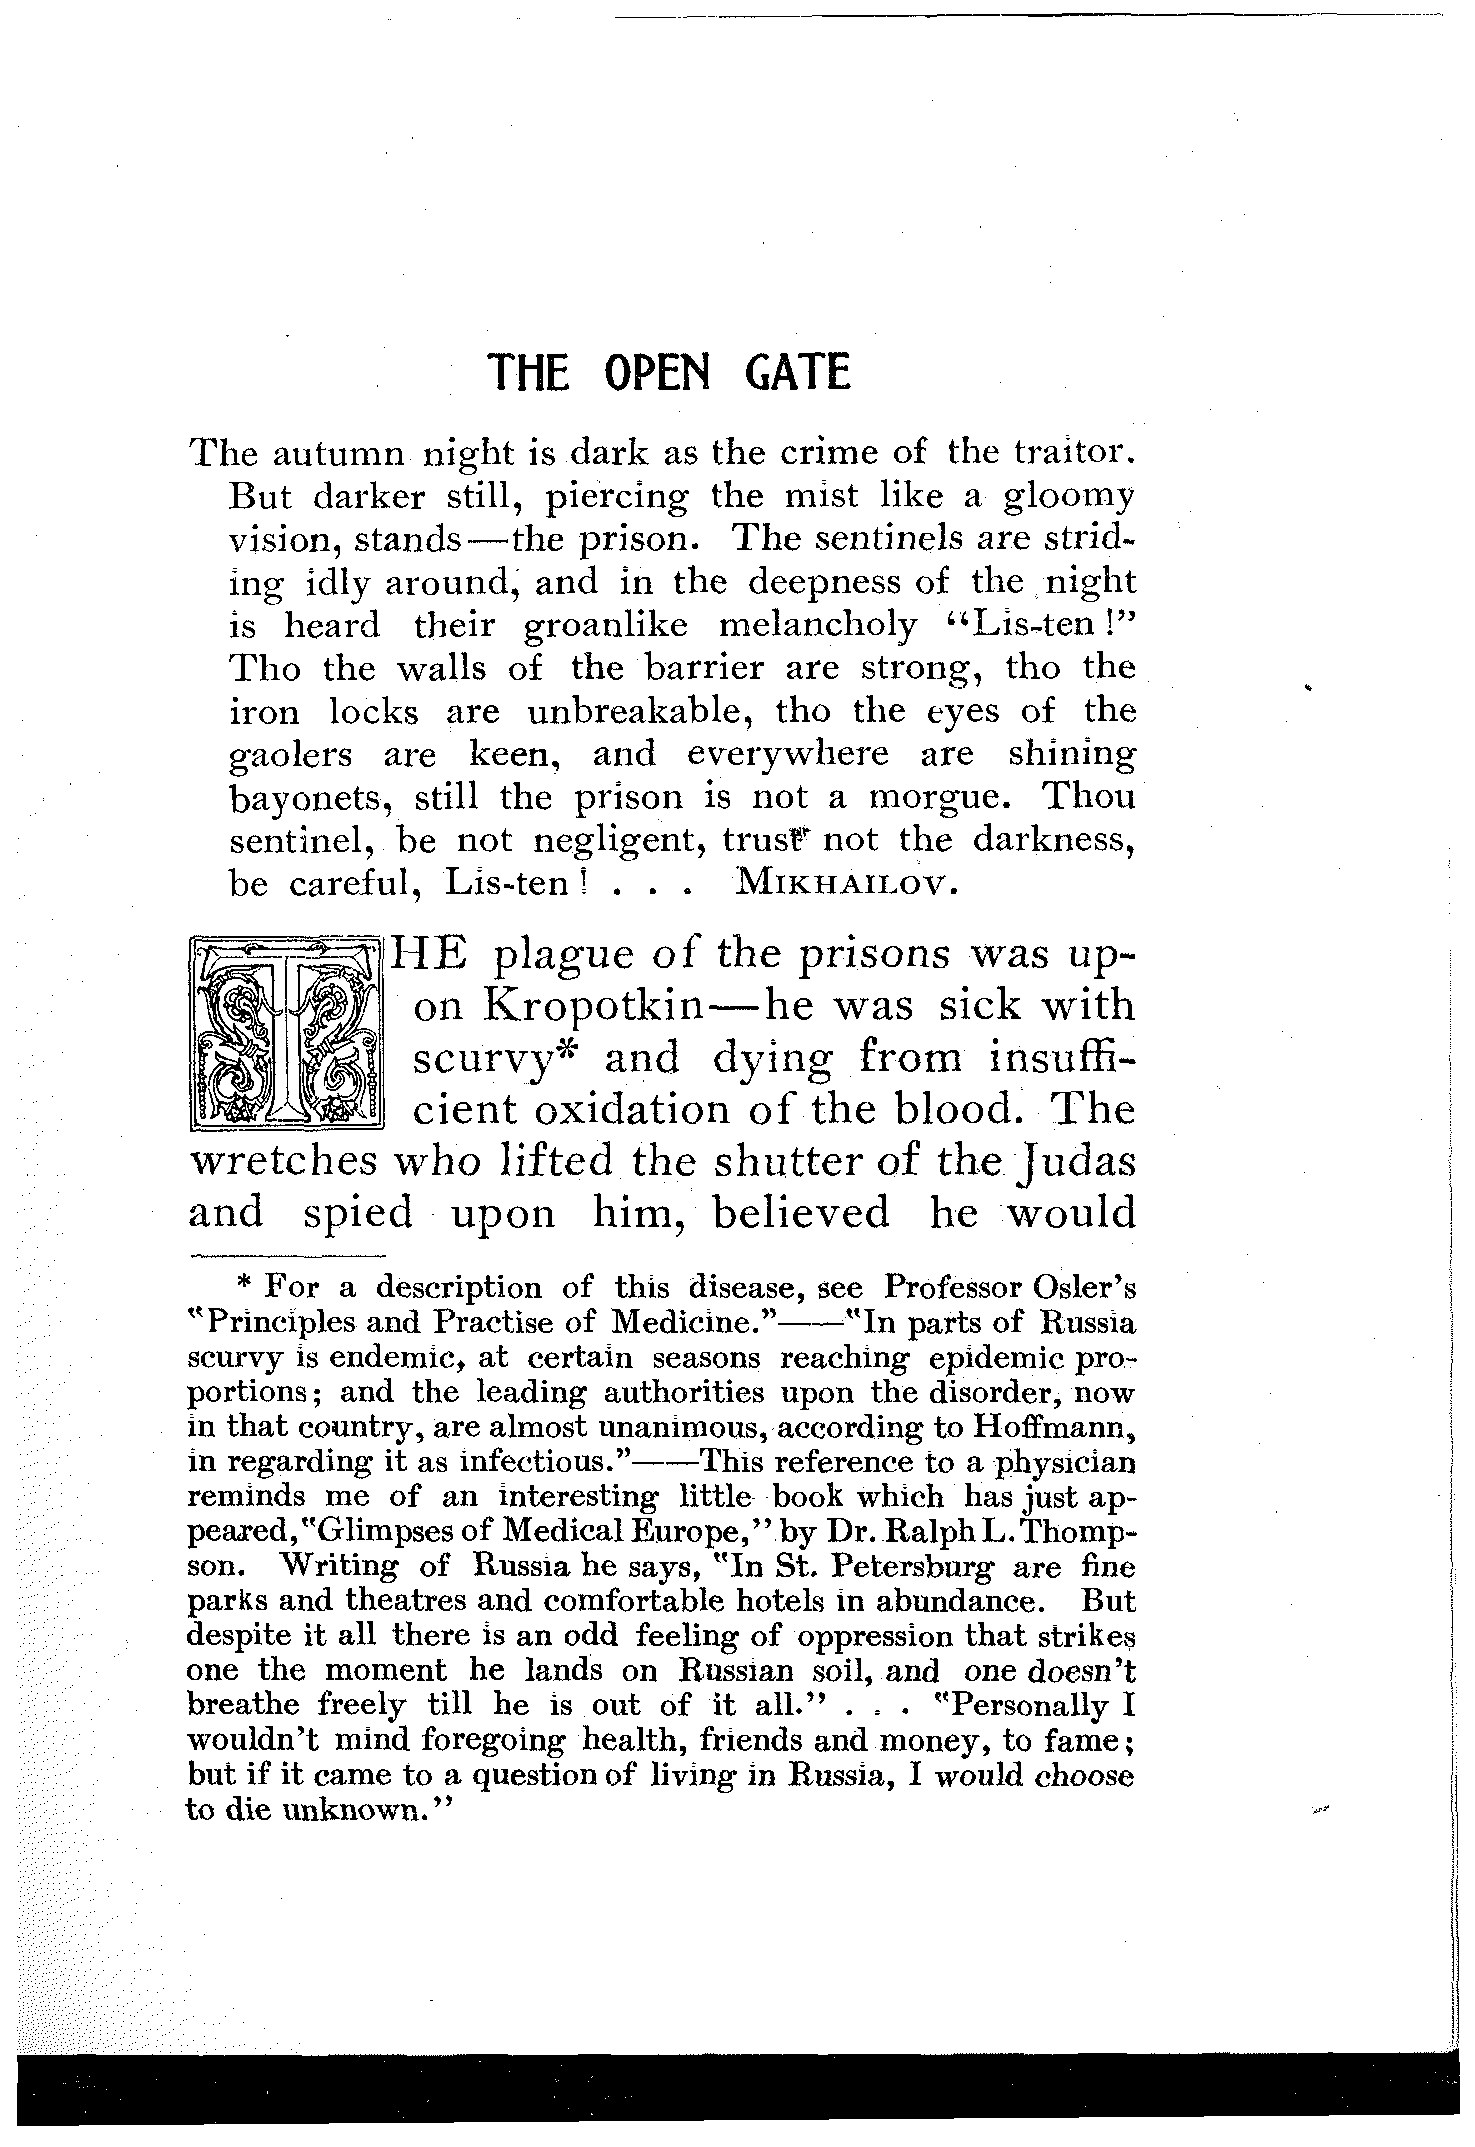 THE OPEN GATE
The autumn night is dark as the crime of the traitor.
But darker still, piercing the mist like a gloomy
vision, stands—the prison. The sentinels are strid-
ing idly around, and in the deepness of the night
is heard their groanlike melancholy “Lis-ten!”
Tho the walls of the barrier are strong, tho the
iron locks are unbreakable, tho the eyes of the
gaolers are keen, and everywhere are shining
bayonets, still the prison is not a morgue. Thou
sentinel, be not negligent, trust not the darkness,
be careful, Lis-ten! . . . MIKHAILOV.
THE plague of the prisons was up-
on Kropotkin—he was sick with
scurvy* and dying from insuffi-
cient oxidation of the blood. The
wretches who lifted the shutter of the Judas
and spied upon him, believed he would
* For a description of this disease, see Professor Osler’s
“Principles and Practise of Medicine.”——“In parts of Russia
scurvy is endemic, at certain seasons reaching epidemic pro-
portions; and the leading authorities upon the disorder, now
in that country, are almost unanimous, according to Hoffmann,
in regarding it as infectious.”——This reference to a physician
reminds me of an interesting little book which has just ap-
peared, “Glimpses of Medical Europe,” by Dr. Ralph L. Thomp-
son. Writing of Russia he says, “In St. Petersburg are fine
parks and theatres and comfortable hotels in abundance. But
despite it all there is an odd feeling of oppression that strikes
one the moment he lands on Russian soil, and one doesn’t
breathe freely till he is out of it all.” . . . “Personally I
wouldn’t mind foregoing health, friends and money, to fame;
but if it came to a question of living in Russia, I would choose
to die unknown.”